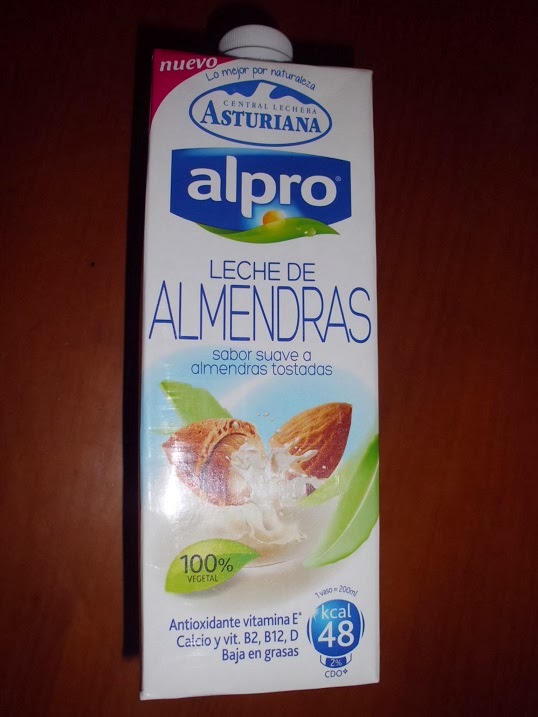 nuevo
Lo mejor por naturaleza
CENTRAL LECHERA
ASTURIANA
alpro®
LECHE DE
ALMENDRAS
sabor suave a
almendras tostadas
100%
VEGETAL
1 vaso = 200ml
Antioxidante vitamina E*
Calcio y vit. B2, B12, D
Baja en grasas
kcal
48
2%
CDO❖